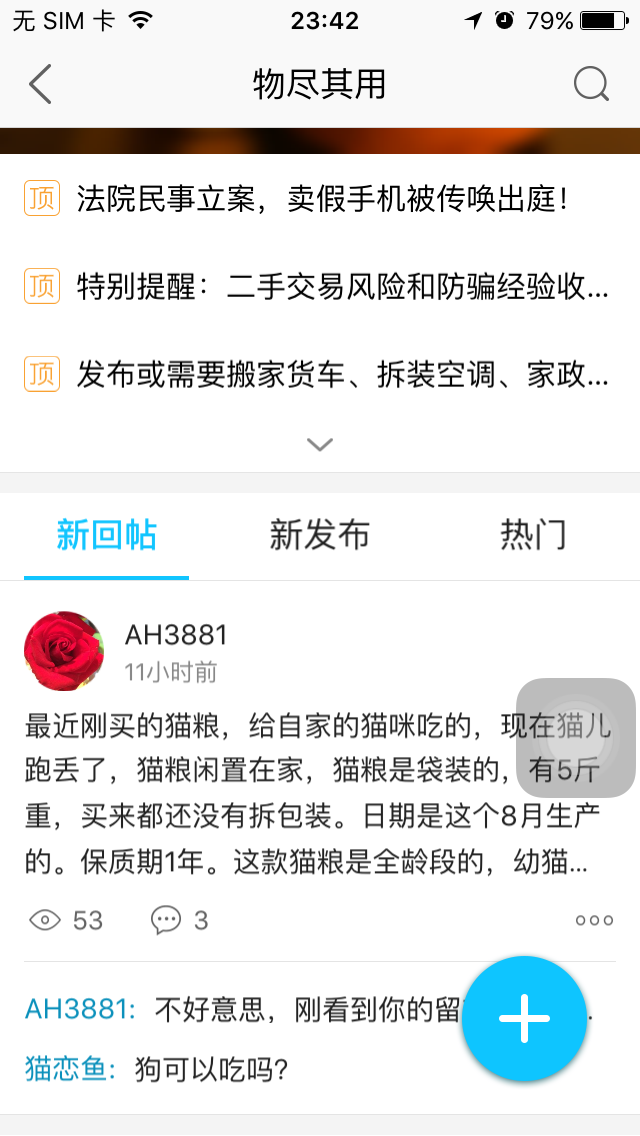 无 SIM 卡 23:42 79%
物尽其用
顶 法院民事立案，卖假手机被传唤出庭！
顶 特别提醒：二手交易风险和防骗经验收...
顶 发布或需要搬家货车、拆装空调、家政...
新回帖 新发布 热门
AH3881
11小时前
最近刚买的猫粮，给自家的猫咪吃的，现在猫儿
跑丢了，猫粮闲置在家，猫粮是袋装的，有5斤
重，买来都还没有拆包装。日期是这个8月生产
的。保质期1年。这款猫粮是全龄段的，幼猫...
53 3
AH3881: 不好意思，刚看到你的留
猫恋鱼: 狗可以吃吗?